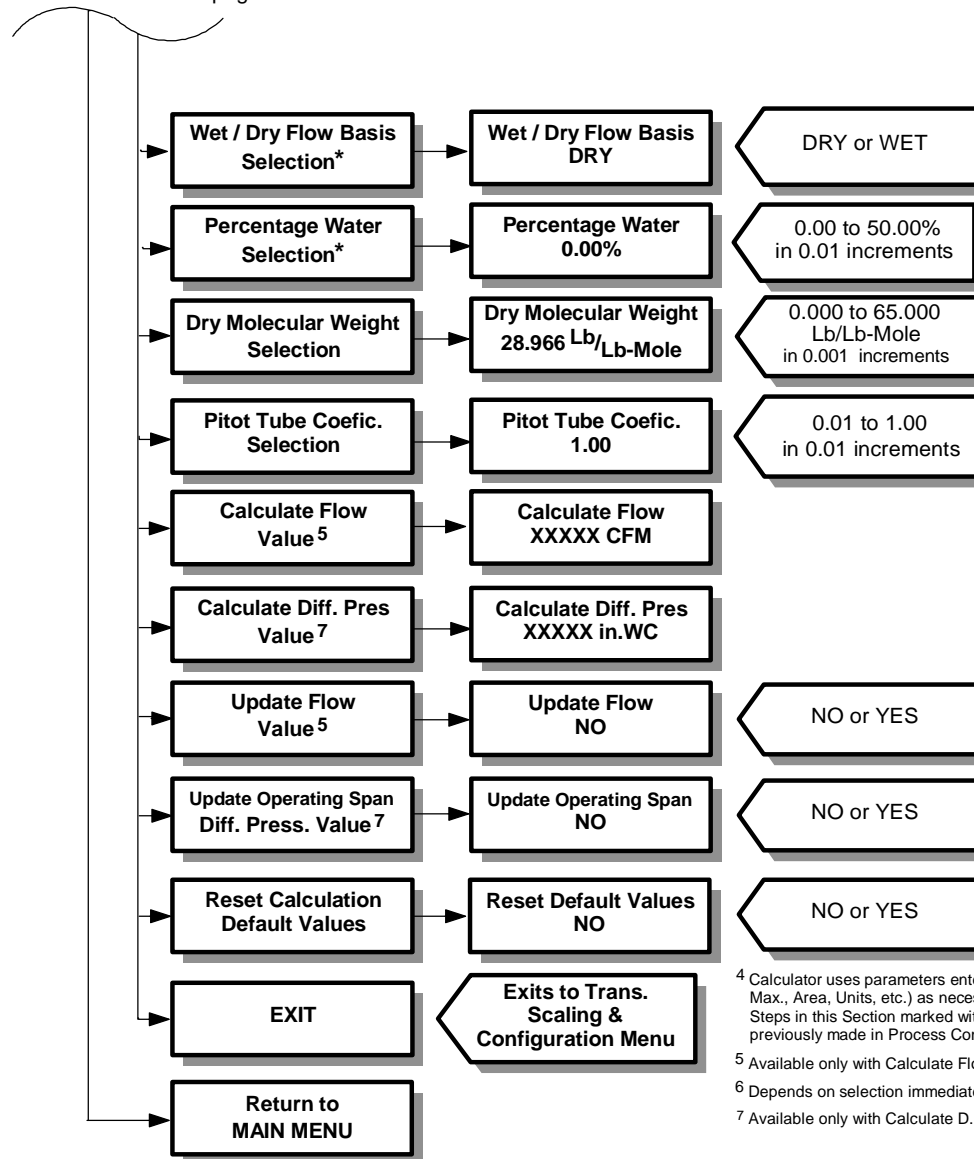 Wet / Dry Flow Basis
Selection*
Wet / Dry Flow Basis
DRY
DRY or WET
Percentage Water
Selection*
Percentage Water
0.00%
0.00 to 50.00%
in 0.01 increments
Dry Molecular Weight
Selection
Dry Molecular Weight
28.966 Lb/Lb-Mole
0.000 to 65.000
Lb/Lb-Mole
in 0.001 increments
Pitot Tube Coefic.
Selection
Pitot Tube Coefic.
1.00
0.01 to 1.00
in 0.01 increments
Calculate Flow
Value 5
Calculate Flow
XXXXX CFM
Calculate Diff. Pres
Value 7
Calculate Diff. Pres
XXXXX in.WC
Update Flow
Value 5
Update Flow
NO
NO or YES
Update Operating Span
Diff. Press. Value 7
Update Operating Span
NO
NO or YES
Reset Calculation
Default Values
Reset Default Values
NO
NO or YES
EXIT
Exits to Trans.
Scaling &
Configuration Menu
Return to
MAIN MENU
4 Calculator uses parameters
Max., Area, Units, etc.) as
Steps in this Section marked
previously made in Process
5 Available only with Calculate
6 Depends on selection
7 Available only with Calculate D.